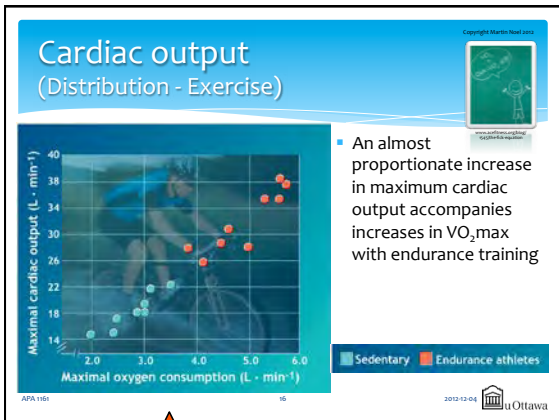 Copyright Martin Noel 2012
Cardiac output
(Distribution - Exercise)
An almost
proportionate increase
in maximum cardiac
output accompanies
increases in VO₂max
with endurance training
Maximal cardiac output (L · min⁻¹)
40
38
34
30
26
22
18
14
2.0 3.0 4.0 5.0 6.0
Maximal oxygen consumption (L · min⁻¹)
Sedentary Endurance athletes
APA 1161
16
2012-12-04
uOttawa